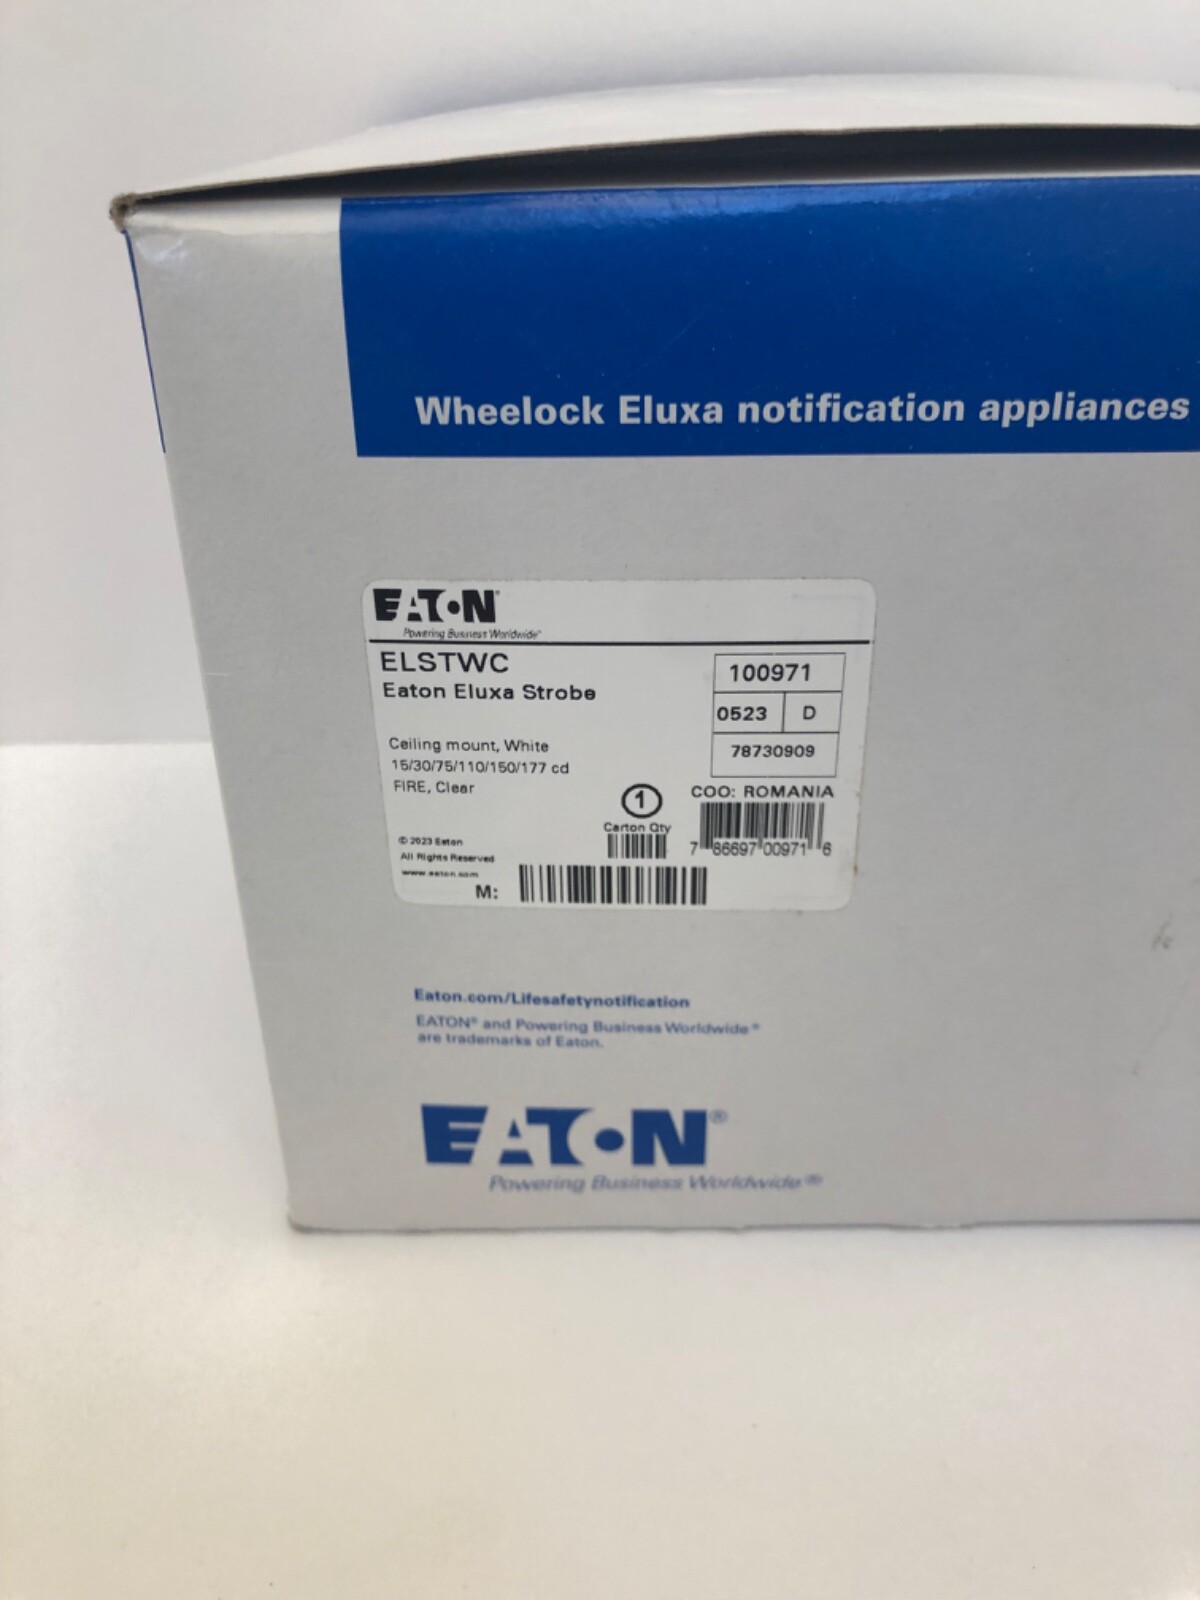 Wheelock Eluxa notification appliances
EATON
Powering Business Worldwide
ELSTWC
Eaton Eluxa Strobe
100971
0523 D
78730909
Ceiling mount, White
15/30/75/110/150/177 cd
FIRE, Clear
1
Carton Qty
COO: ROMANIA
7 86697 00971 6
© 2023 Eaton
All Rights Reserved
www.eaton.com
M:
Eaton.com/Lifesafetynotification
EATON® and Powering Business Worldwide®
are trademarks of Eaton.
EATON®
Powering Business Worldwide®